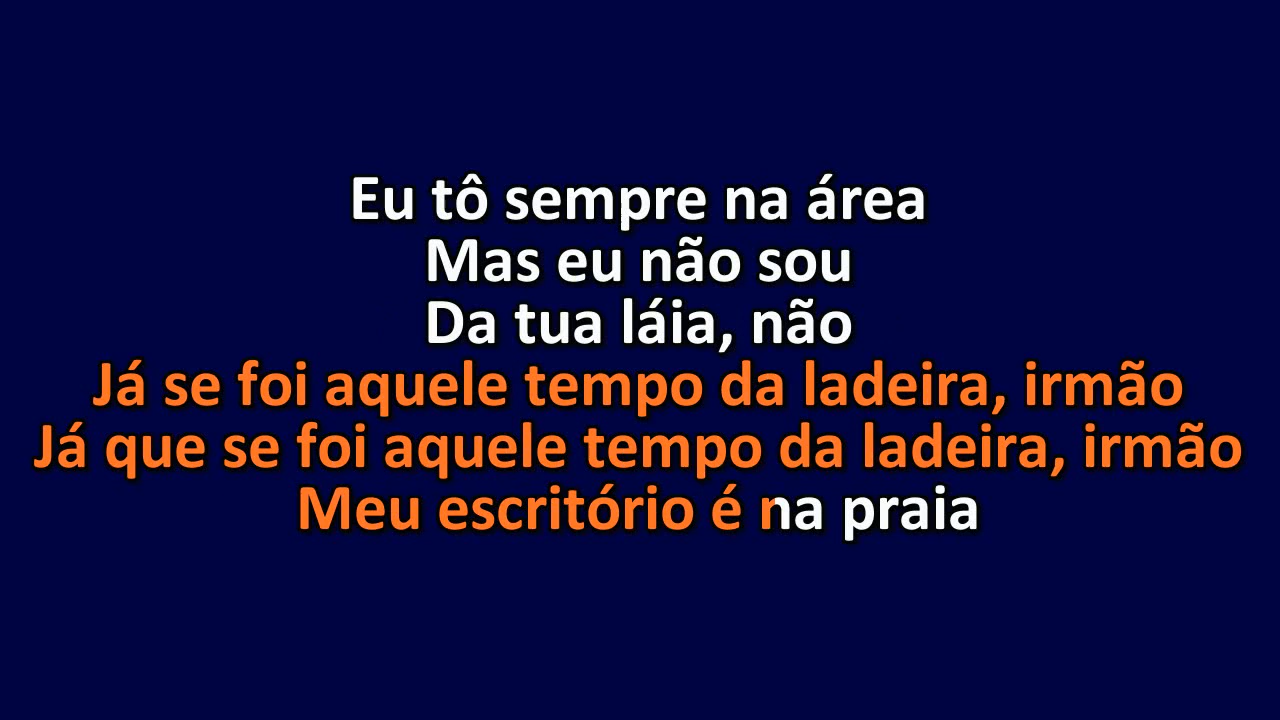 Eu tô sempre na área
Mas eu não sou
Da tua láia, não
Já se foi aquele tempo da ladeira, irmão
Já que se foi aquele tempo da ladeira, irmão
Meu escritório é na praia